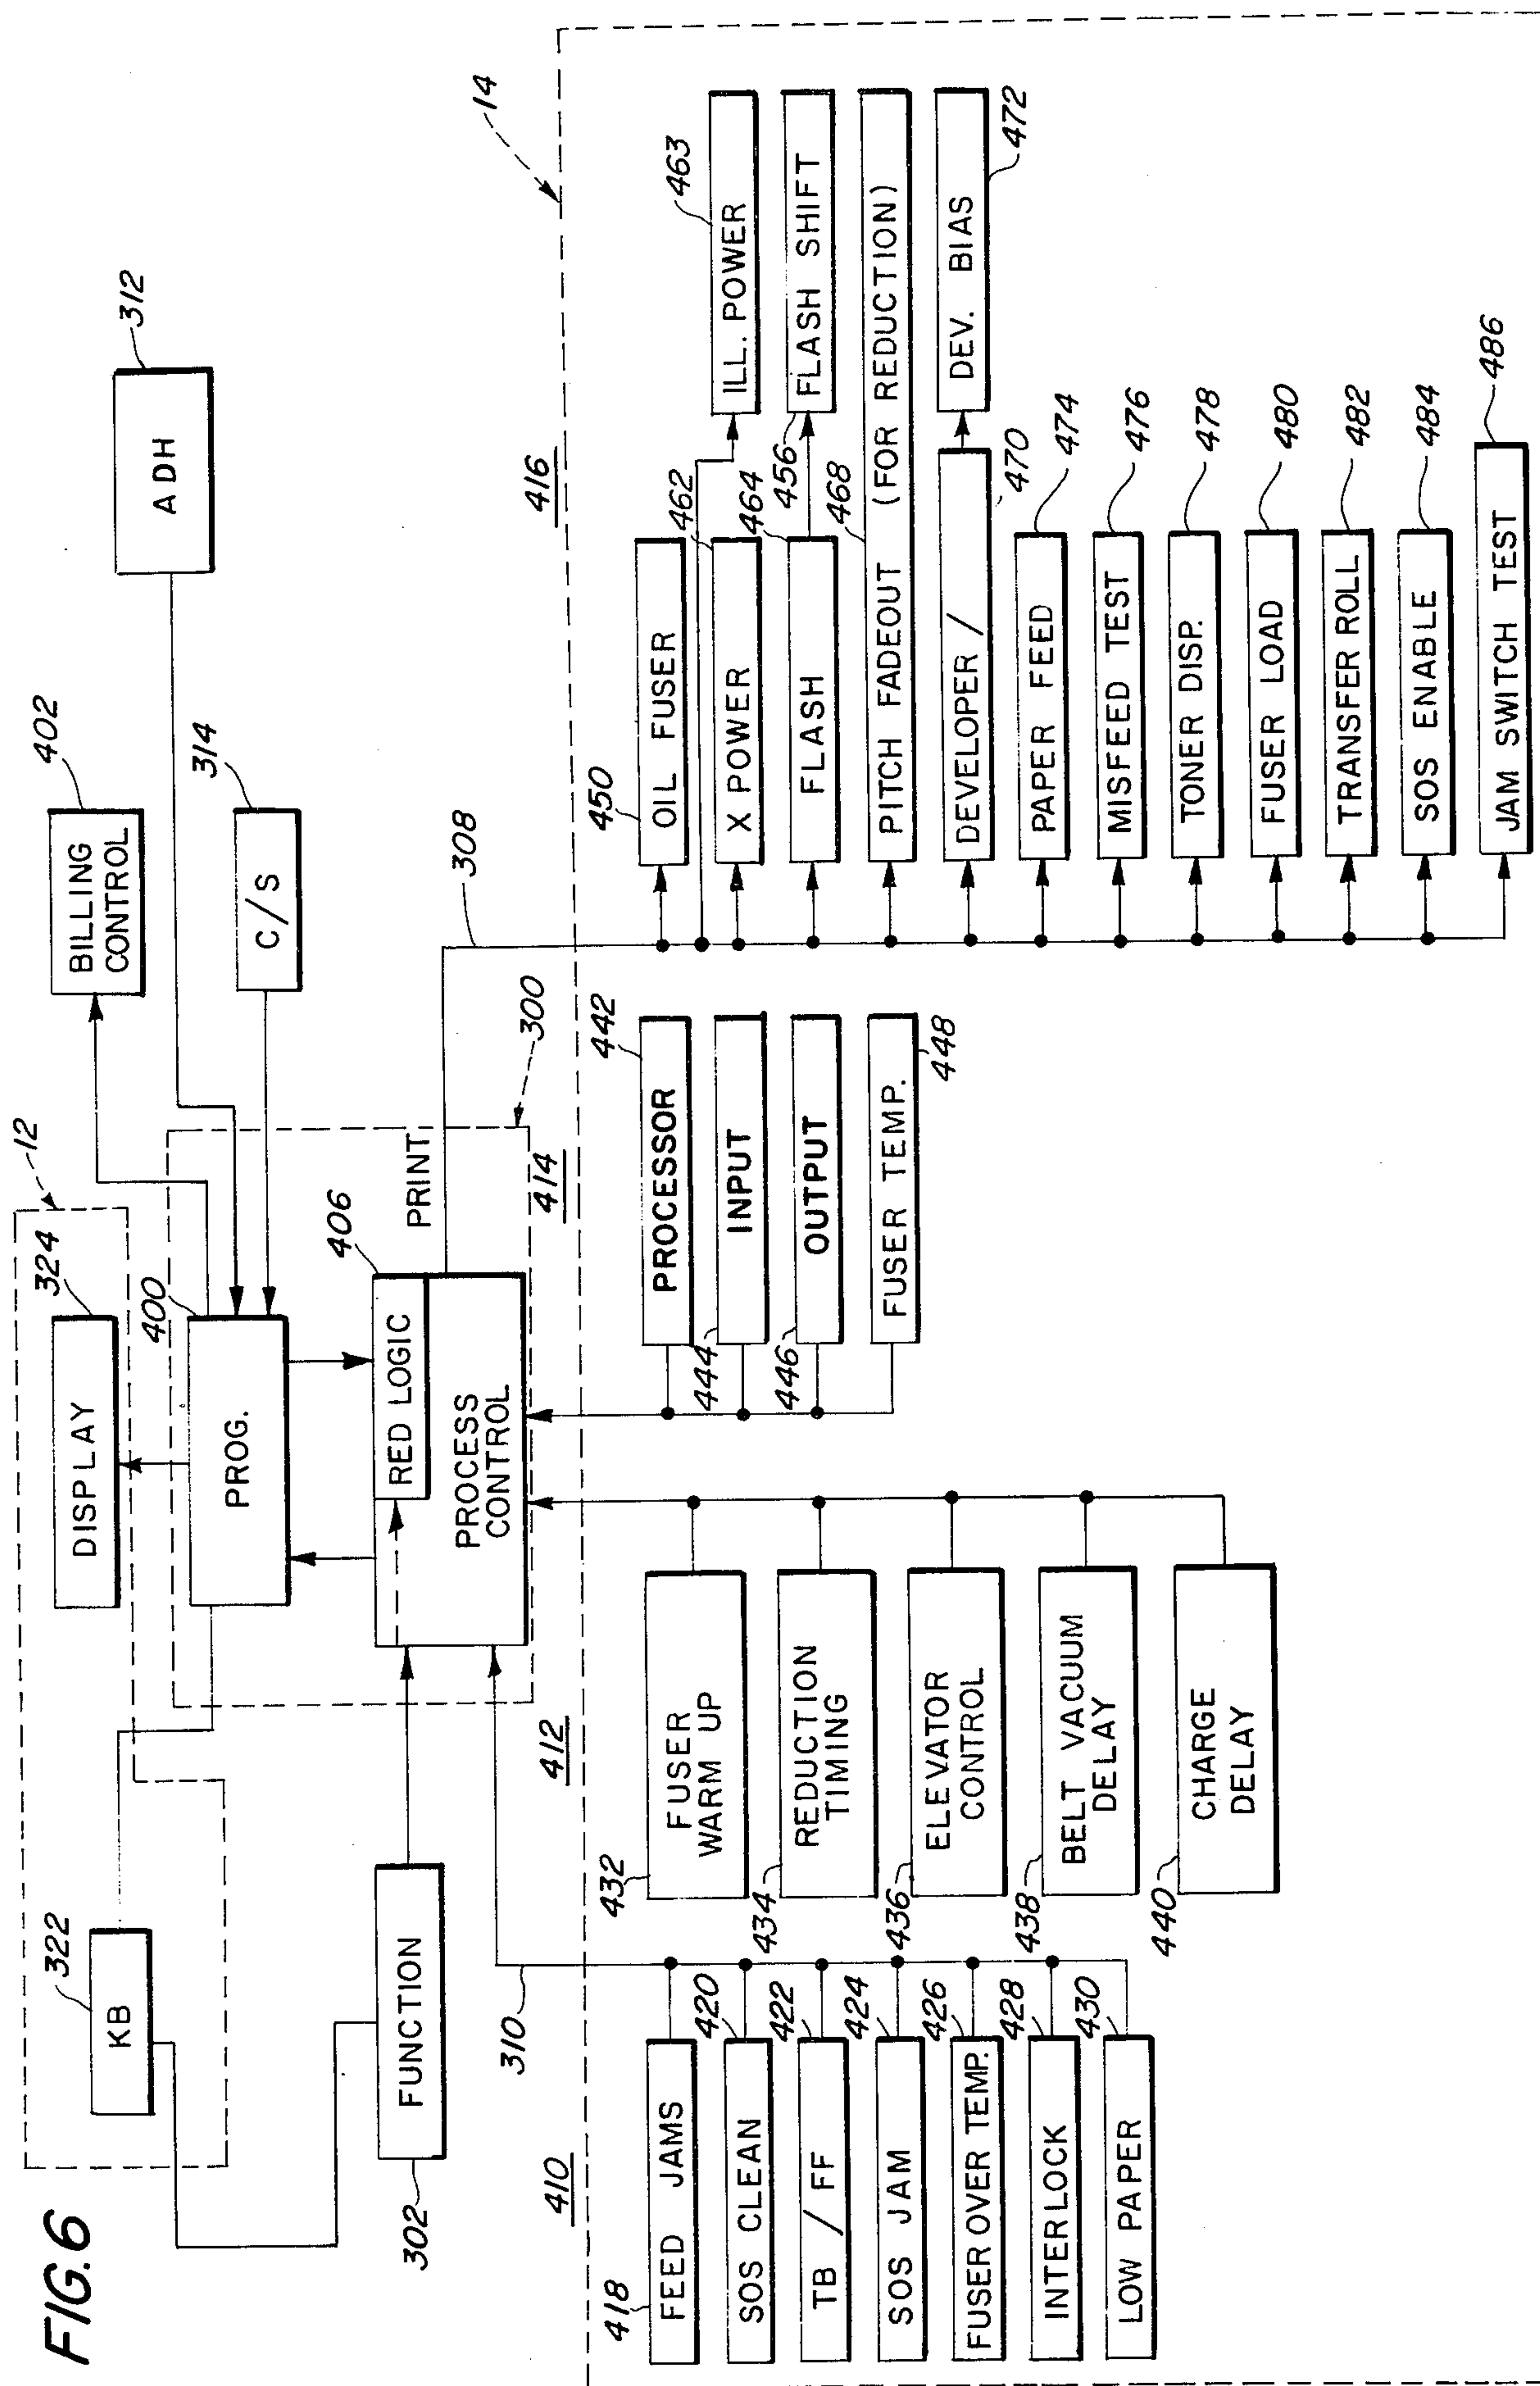 FIG. 6
12
322
KB
DISPLAY
324
400
PROG.
BILLING
CONTROL
402
C/S
314
ADH
312
302
FUNCTION
RED LOGIC
406
PROCESS
CONTROL
PRINT
300
308
310
14
410
412
414
416
418
FEED JAMS
420
SOS CLEAN
422
TB / FF
424
SOS JAM
426
FUSER OVER TEMP.
428
INTERLOCK
430
LOW PAPER
432
FUSER
WARM UP
434
REDUCTION
TIMING
436
ELEVATOR
CONTROL
438
BELT VACUUM
DELAY
440
CHARGE
DELAY
442
PROCESSOR
444
INPUT
446
OUTPUT
448
FUSER TEMP.
450
OIL FUSER
462
X POWER
463
ILL. POWER
464
FLASH
456
FLASH SHIFT
468
PITCH FADEOUT (FOR REDUCTION)
470
DEVELOPER /
DEV. BIAS
472
PAPER FEED
474
MISFEED TEST
476
TONER DISP.
478
FUSER LOAD
480
TRANSFER ROLL
482
SOS ENABLE
484
JAM SWITCH TEST
486